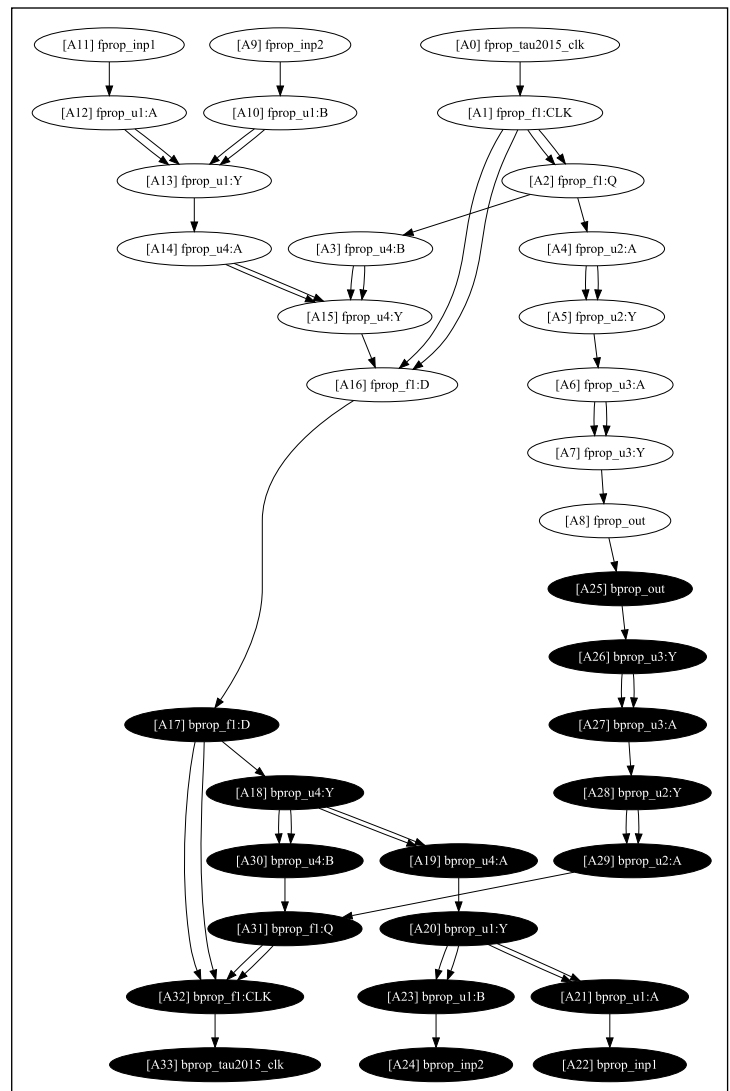 [A11] fprop_inp1
[A9] fprop_inp2
[A0] fprop_tau2015_clk
[A12] fprop_u1:A
[A10] fprop_u1:B
[A1] fprop_f1:CLK
[A13] fprop_u1:Y
[A2] fprop_f1:Q
[A14] fprop_u4:A
[A3] fprop_u4:B
[A4] fprop_u2:A
[A15] fprop_u4:Y
[A5] fprop_u2:Y
[A16] fprop_f1:D
[A6] fprop_u3:A
[A7] fprop_u3:Y
[A8] fprop_out
[A25] bprop_out
[A26] bprop_u3:Y
[A17] bprop_f1:D
[A27] bprop_u3:A
[A18] bprop_u4:Y
[A28] bprop_u2:Y
[A30] bprop_u4:B
[A19] bprop_u4:A
[A29] bprop_u2:A
[A31] bprop_f1:Q
[A20] bprop_u1:Y
[A32] bprop_f1:CLK
[A23] bprop_u1:B
[A21] bprop_u1:A
[A33] bprop_tau2015_clk
[A24] bprop_inp2
[A22] bprop_inp1